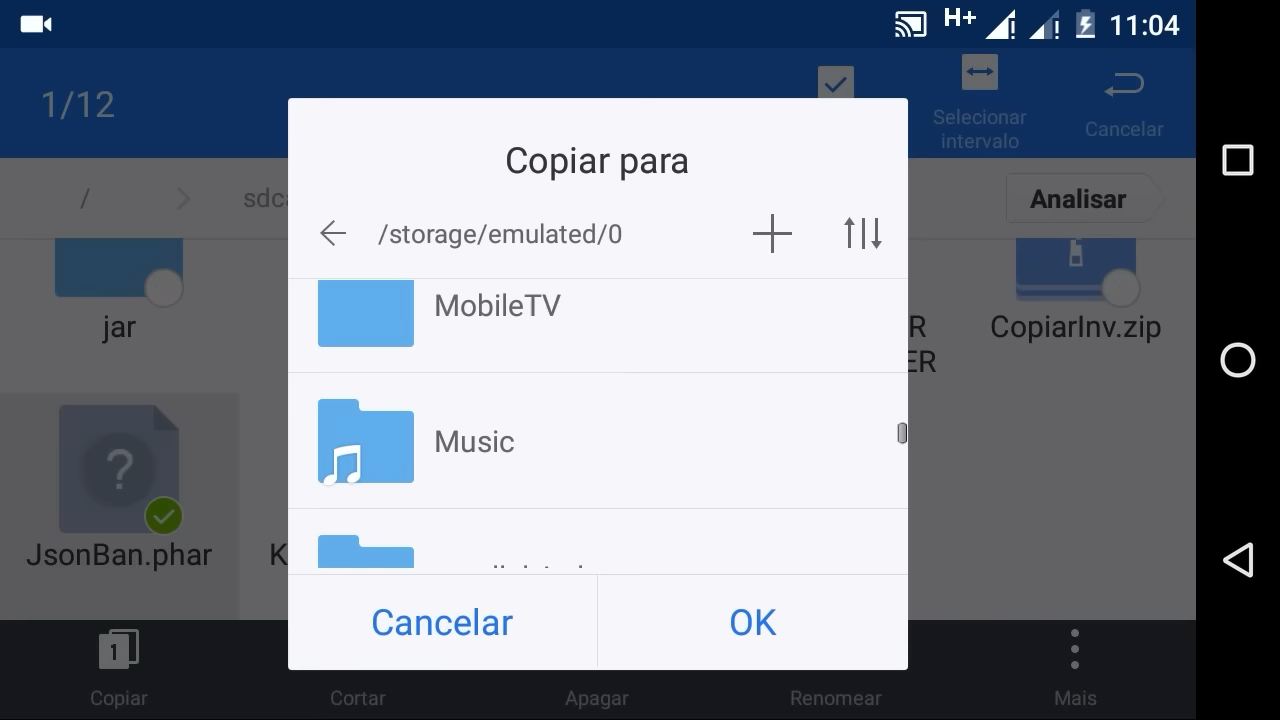 H+ 11:04
1/12
Selecionar
intervalo
Cancelar
Copiar para
/
Analisar
/storage/emulated/0
MobileTV
jar
R
CopiarInv.zip
ER
Music
?
JsonBan.phar
K
Cancelar
OK
1
Copiar
Cortar
Apagar
Renomear
Mais